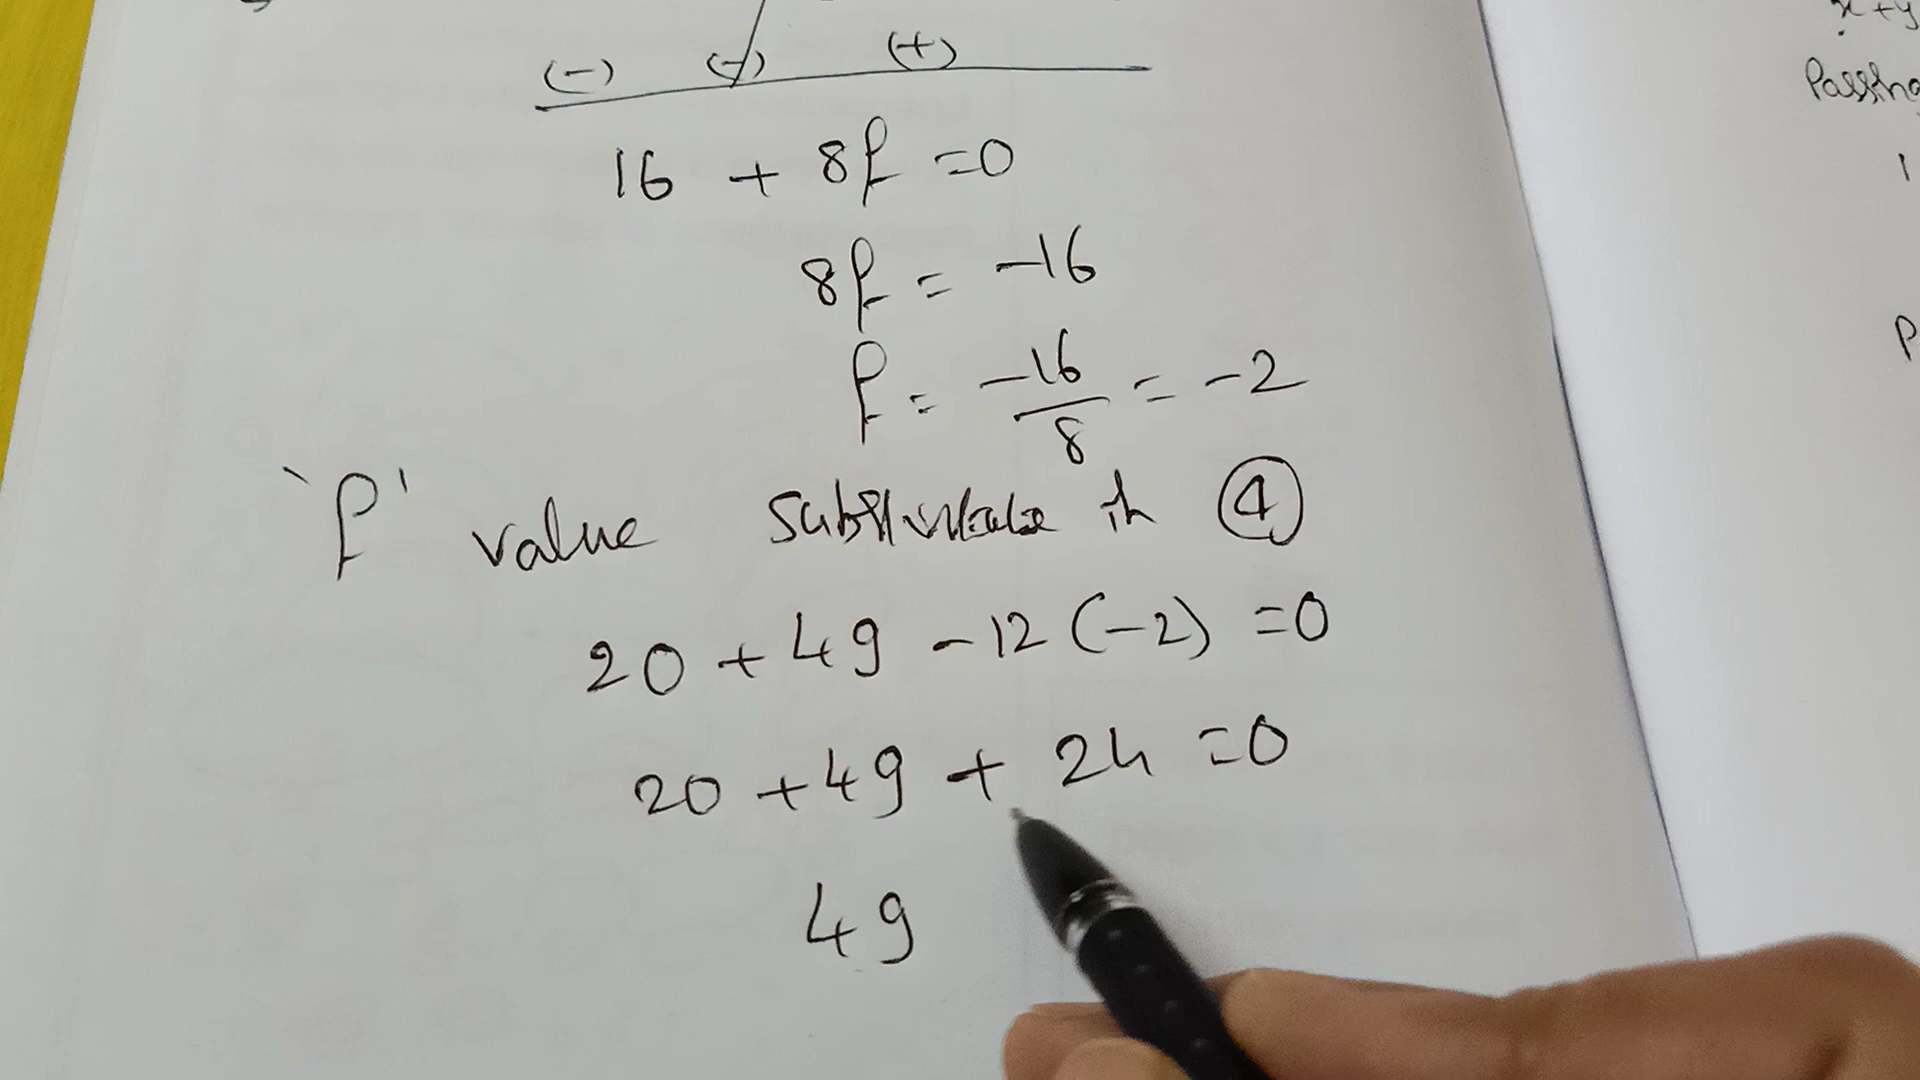 (-) (-) (+)
16 + 8f =0
8f = -16
f = -16/8 = -2
'f' value substitute in ④
20 + 4g -12 (-2) =0
20 +4g + 24 =0
4g
x+y
1
P